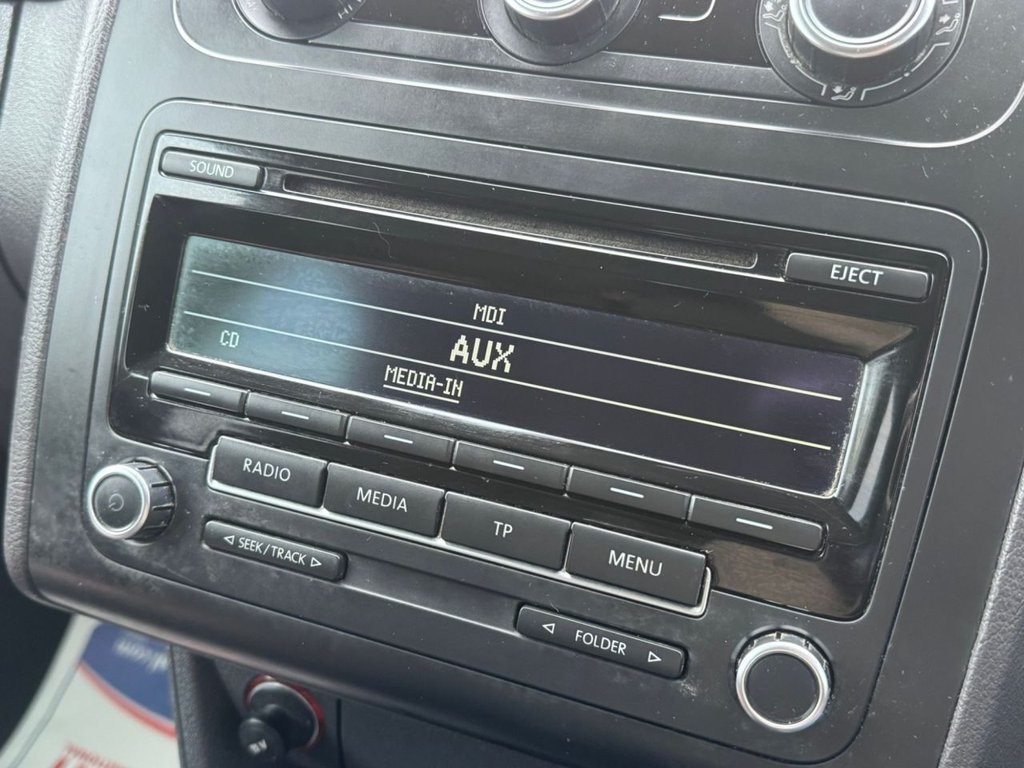 SOUND
EJECT
MDI
AUX
CD
MEDIA-IN
RADIO
MEDIA
TP
MENU
SEEK/TRACK
FOLDER